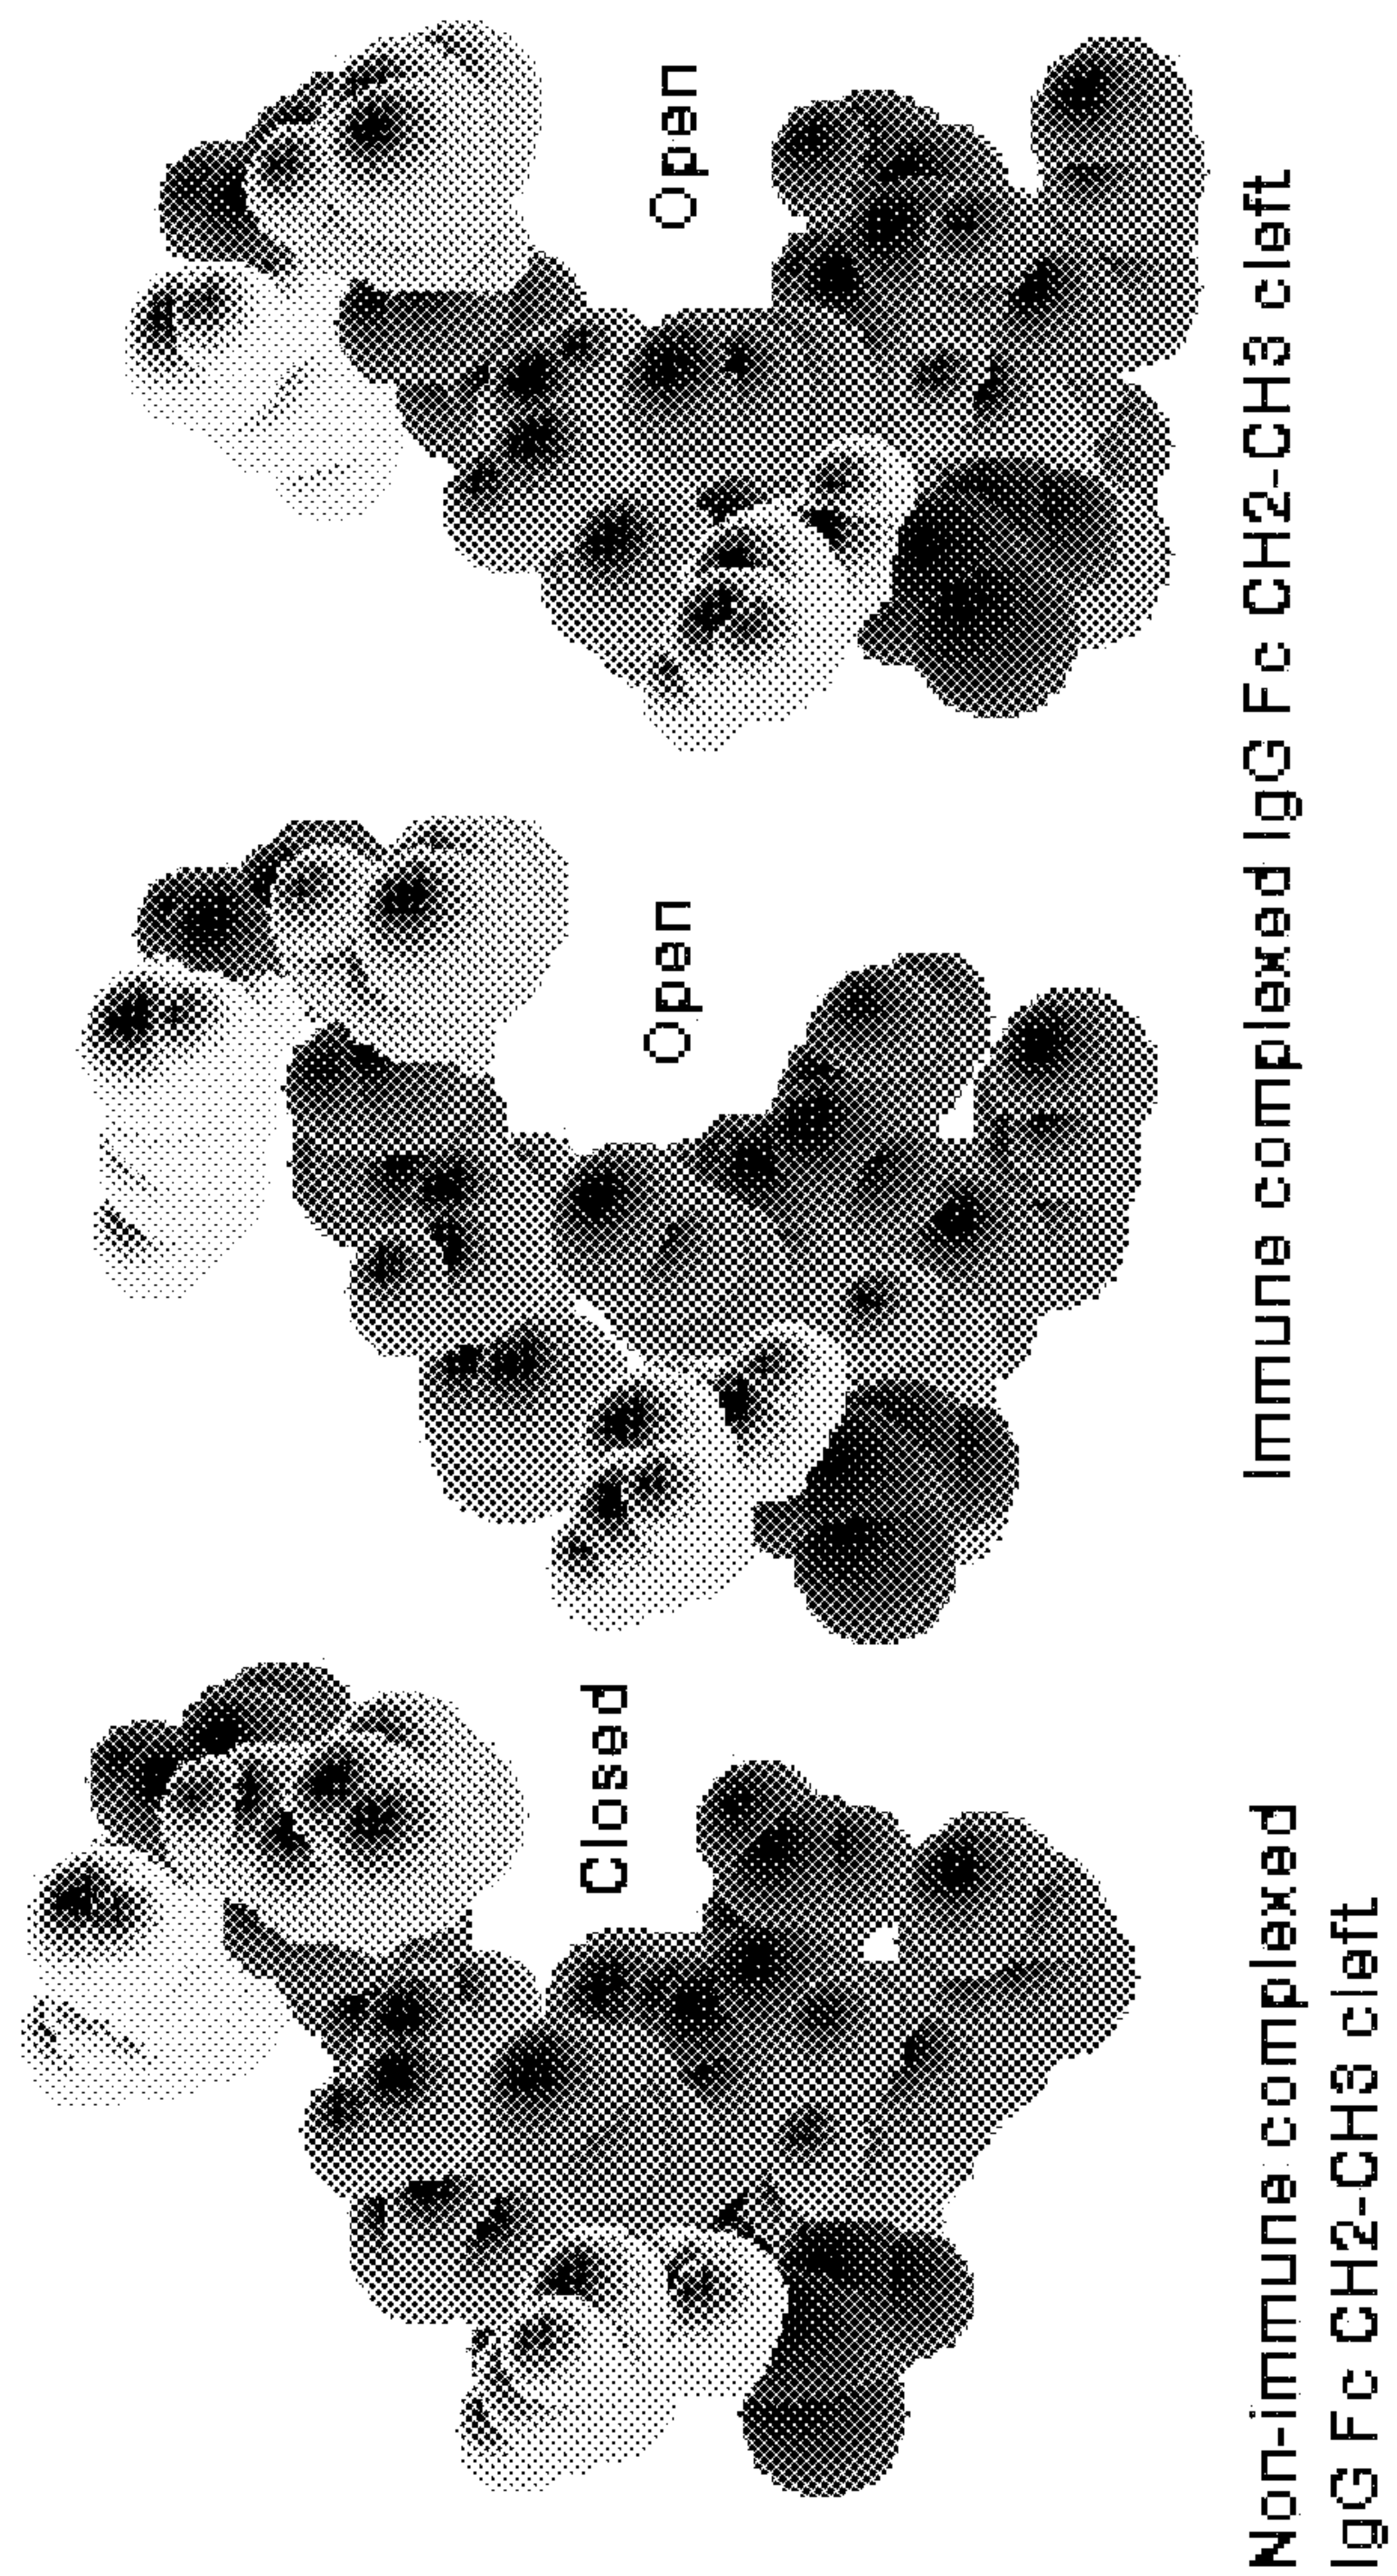 Closed
Open
Open
Non-immune complexed
IgG Fc CH2-CH3 cleft
Immune complexed IgG Fc CH2-CH3 cleft